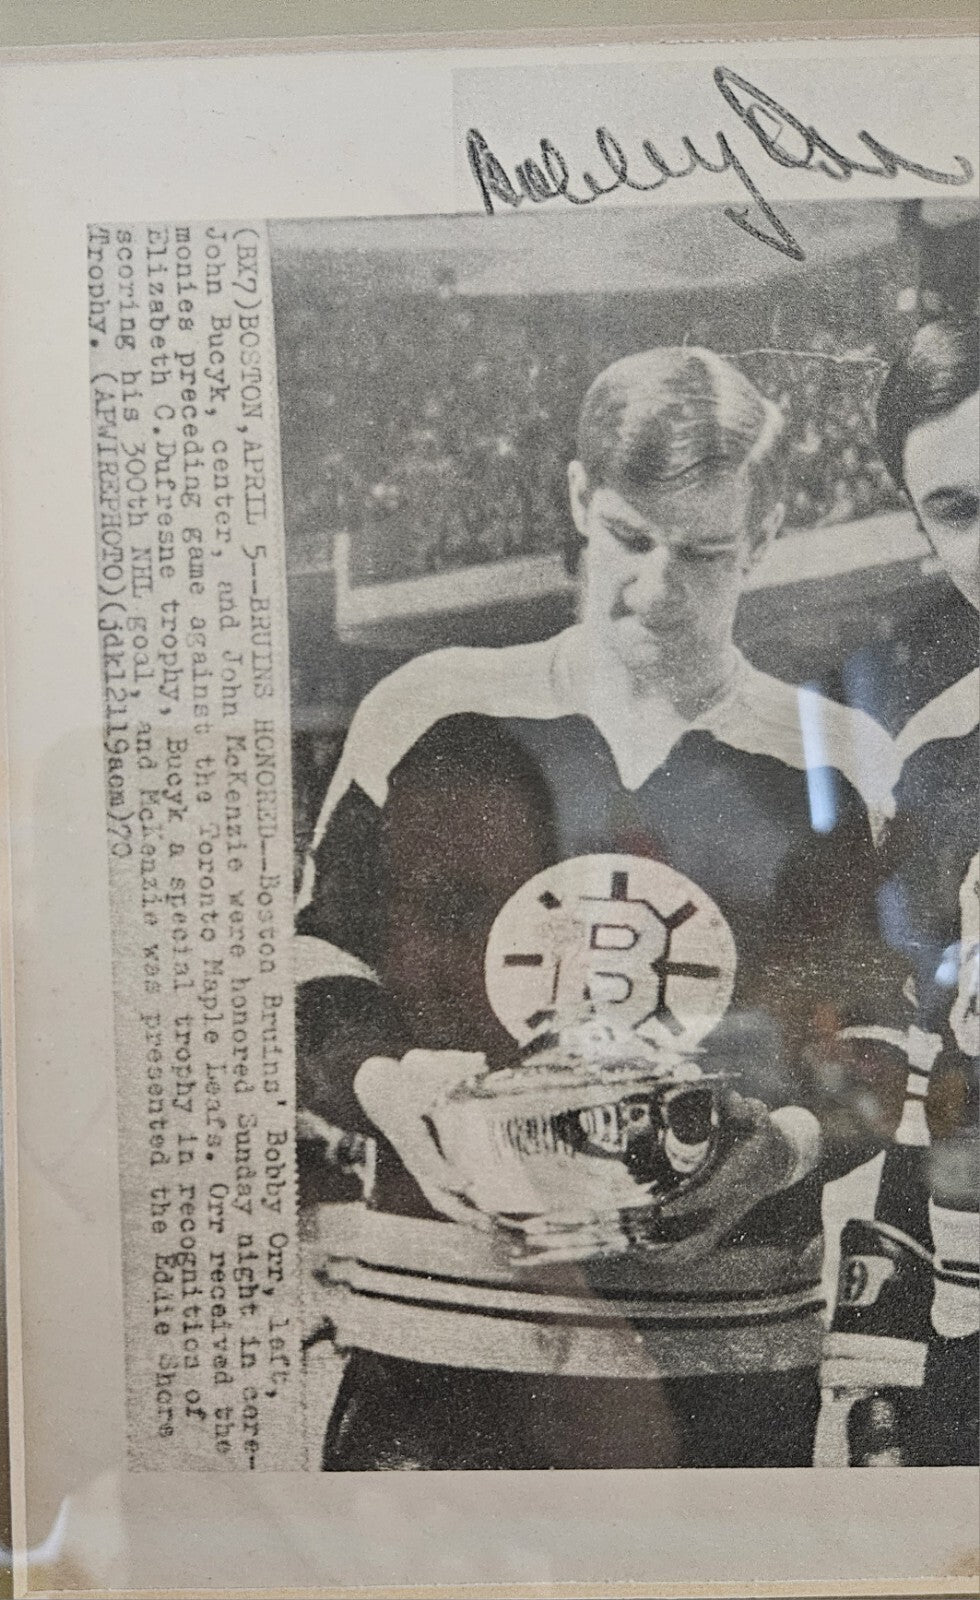 Bobby Orr
(BX7)BOSTON,APRIL 5--BRUINS HONORED--Boston Bruins' Bobby Orr, left,
John Bucyk, center, and John McKenzie were honored Sunday night in cere-
monies preceding game against the Toronto Maple Leafs. Orr received the
Elizabeth C.Dufresne trophy, Bucyk a special trophy in recognition of
scoring his 300th NHL goal, and McKenzie was presented the Eddie Shore
Trophy. (APWIREPHOTO)(jdk12119acm)70
B